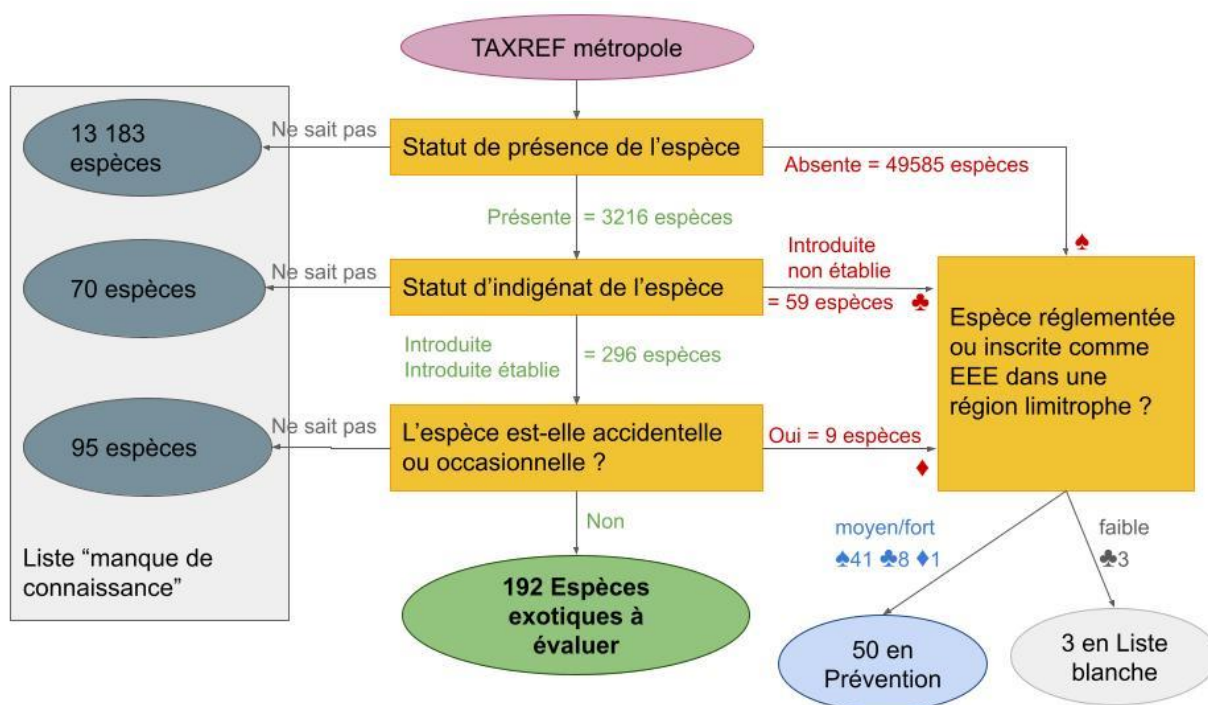 TAXREF métropole
13 183
espèces
Ne sait pas
Statut de présence de l’espèce
Absente = 49585 espèces
Présente = 3216 espèces
♠
70 espèces
Ne sait pas
Statut d’indigénat de l’espèce
Introduite
non établie
= 59 espèces ♣
Espèce réglementée
ou inscrite comme
EEE dans une
région limitrophe ?
Introduite
Introduite établie
= 296 espèces
95 espèces
Ne sait pas
L’espèce est-elle accidentelle
ou occasionnelle ?
Oui = 9 espèces
♦
Non
moyen/fort
♠41 ♣8 ♦1
faible
♣3
Liste “manque de
connaissance”
192 Espèces
exotiques à
évaluer
50 en
Prévention
3 en Liste
blanche